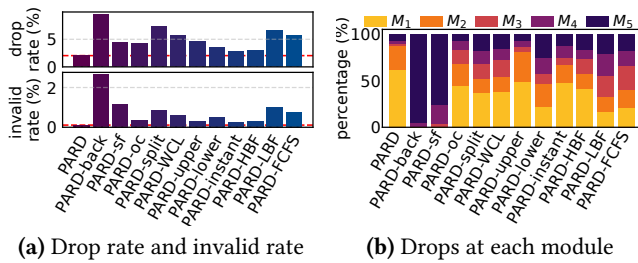 drop
rate (%)
5
0
invalid
rate (%)
2
0
PARD
PARD-back
PARD-sf
PARD-oc
PARD-split
PARD-WCL
PARD-upper
PARD-lower
PARD-instant
PARD-HBF
PARD-LBF
PARD-FCFS
(a) Drop rate and invalid rate
M₁ M₂ M₃ M₄ M₅
percentage (%)
100
50
0
PARD
PARD-back
PARD-sf
PARD-oc
PARD-split
PARD-WCL
PARD-upper
PARD-lower
PARD-instant
PARD-HBF
PARD-LBF
PARD-FCFS
(b) Drops at each module